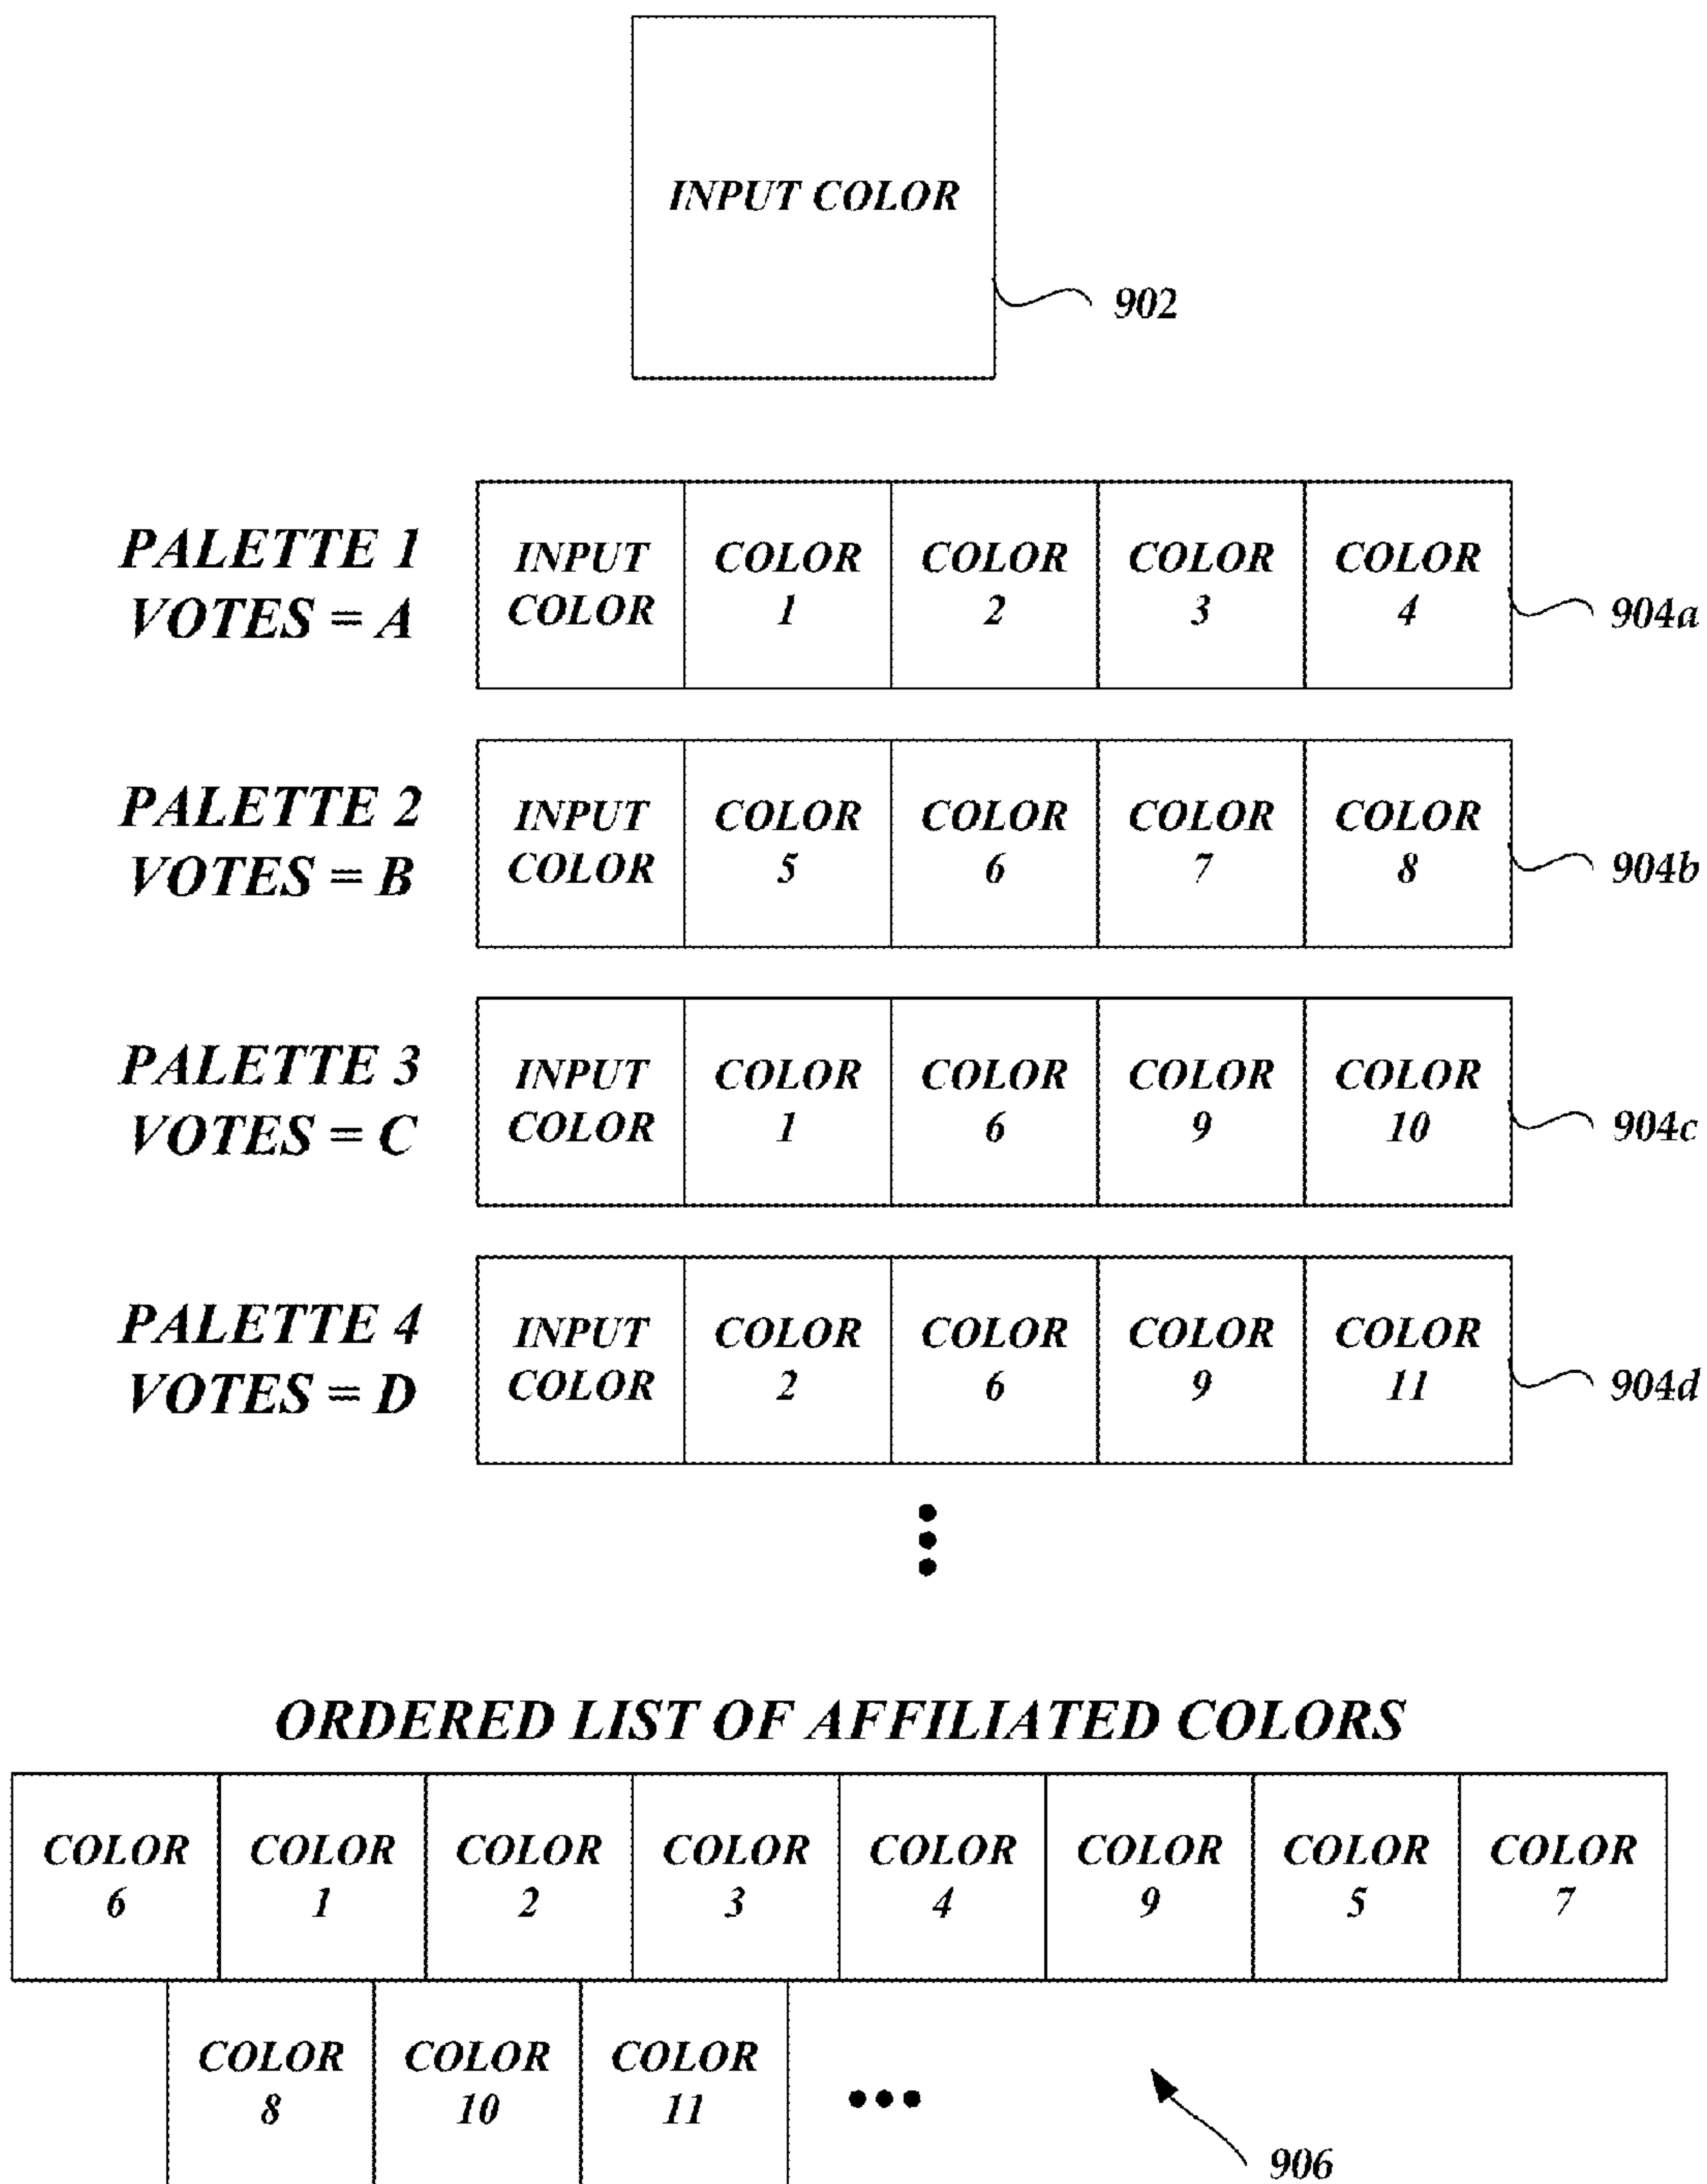 INPUT COLOR
902
PALETTE 1
VOTES = A
INPUT
COLOR
COLOR
1
COLOR
2
COLOR
3
COLOR
4
904a
PALETTE 2
VOTES = B
INPUT
COLOR
COLOR
5
COLOR
6
COLOR
7
COLOR
8
904b
PALETTE 3
VOTES = C
INPUT
COLOR
COLOR
1
COLOR
6
COLOR
9
COLOR
10
904c
PALETTE 4
VOTES = D
INPUT
COLOR
COLOR
2
COLOR
6
COLOR
9
COLOR
11
904d
ORDERED LIST OF AFFILIATED COLORS
COLOR
6
COLOR
1
COLOR
2
COLOR
3
COLOR
4
COLOR
9
COLOR
5
COLOR
7
COLOR
8
COLOR
10
COLOR
11
906